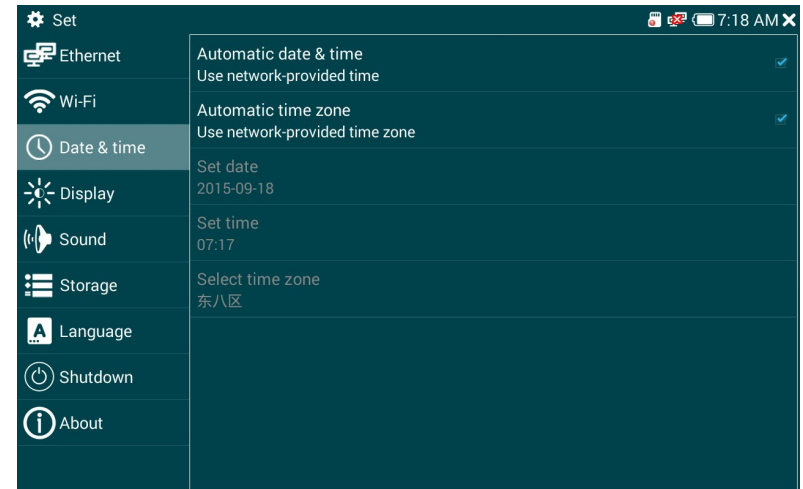 Set
7:18 AM
Ethernet
Wi-Fi
Date & time
Display
Sound
Storage
Language
Shutdown
About
Automatic date & time
Use network-provided time
Automatic time zone
Use network-provided time zone
Set date
2015-09-18
Set time
07:17
Select time zone
东八区